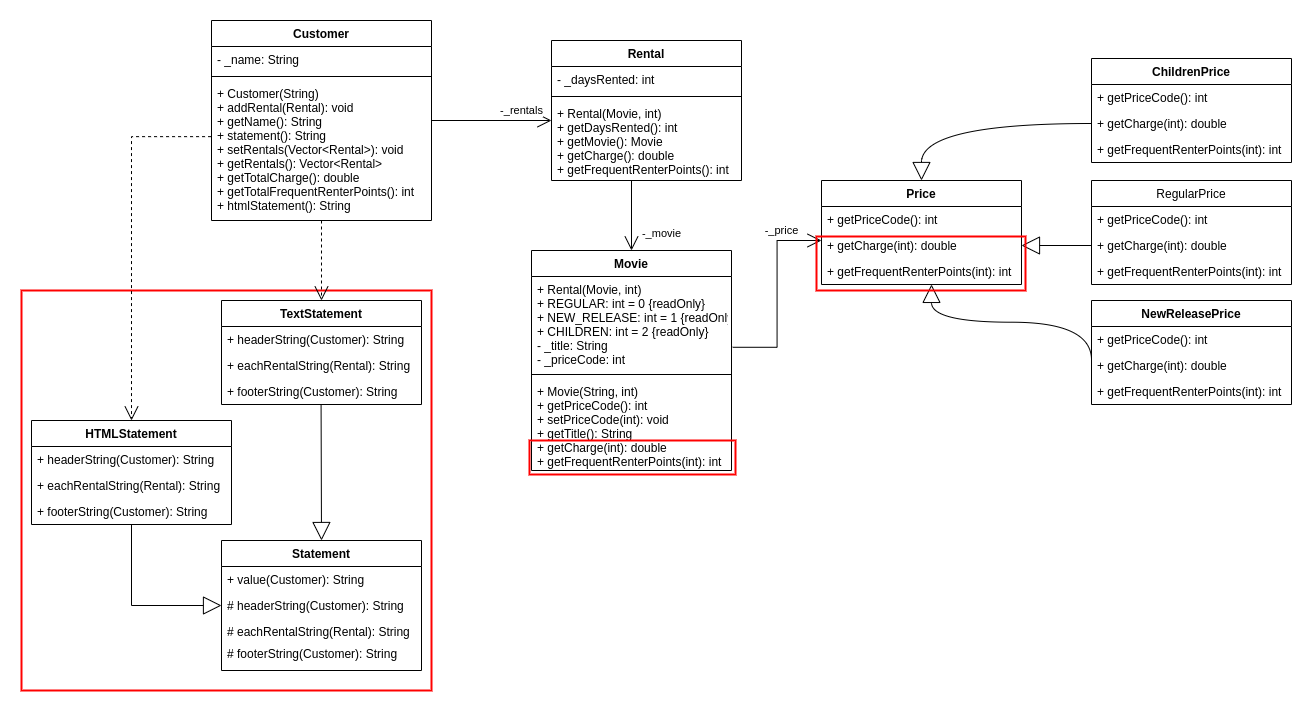 Customer
- _name: String
+ Customer(String)
+ addRental(Rental): void
+ getName(): String
+ statement(): String
+ setRentals(Vector<Rental>): void
+ getRentals(): Vector<Rental>
+ getTotalCharge(): double
+ getTotalFrequentRenterPoints(): int
+ htmlStatement(): String
-_rentals
Rental
- _daysRented: int
+ Rental(Movie, int)
+ getDaysRented(): int
+ getMovie(): Movie
+ getCharge(): double
+ getFrequentRenterPoints(): int
-_movie
Movie
+ Rental(Movie, int)
+ REGULAR: int = 0 {readOnly}
+ NEW_RELEASE: int = 1 {readOnl
+ CHILDREN: int = 2 {readOnly}
- _title: String
- _priceCode: int
+ Movie(String, int)
+ getPriceCode(): int
+ setPriceCode(int): void
+ getTitle(): String
+ getCharge(int): double
+ getFrequentRenterPoints(int): int
-_price
Price
+ getPriceCode(): int
+ getCharge(int): double
+ getFrequentRenterPoints(int): int
ChildrenPrice
+ getPriceCode(): int
+ getCharge(int): double
+ getFrequentRenterPoints(int): int
RegularPrice
+ getPriceCode(): int
+ getCharge(int): double
+ getFrequentRenterPoints(int): int
NewReleasePrice
+ getPriceCode(): int
+ getCharge(int): double
+ getFrequentRenterPoints(int): int
TextStatement
+ headerString(Customer): String
+ eachRentalString(Rental): String
+ footerString(Customer): String
HTMLStatement
+ headerString(Customer): String
+ eachRentalString(Rental): String
+ footerString(Customer): String
Statement
+ value(Customer): String
# headerString(Customer): String
# eachRentalString(Rental): String
# footerString(Customer): String